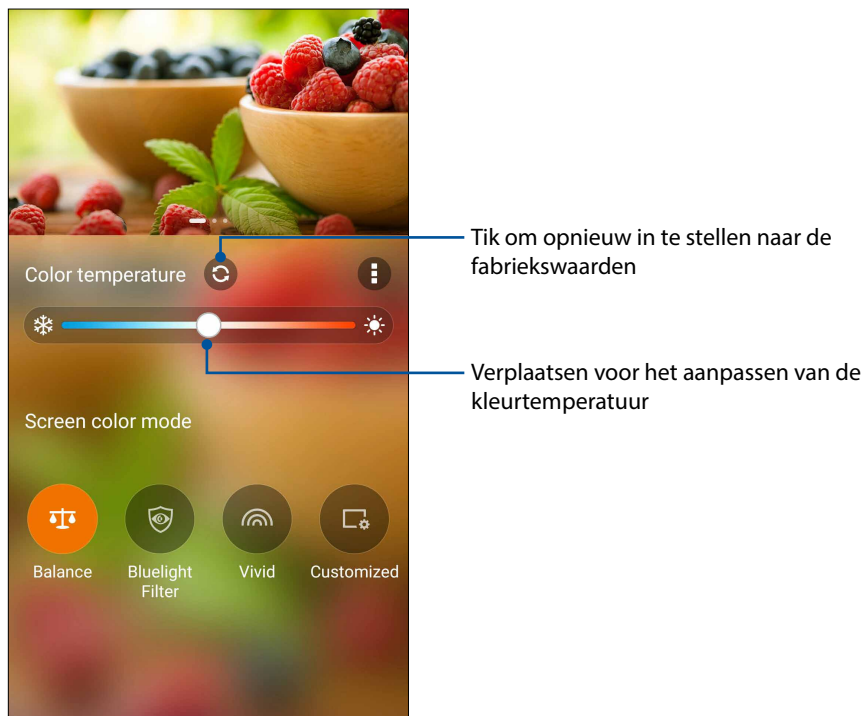 Tik om opnieuw in te stellen naar de
fabriekswaarden
Color temperature
Verplaatsen voor het aanpassen van de
kleurtemperatuur
Screen color mode
Balance
Bluelight
Filter
Vivid
Customized